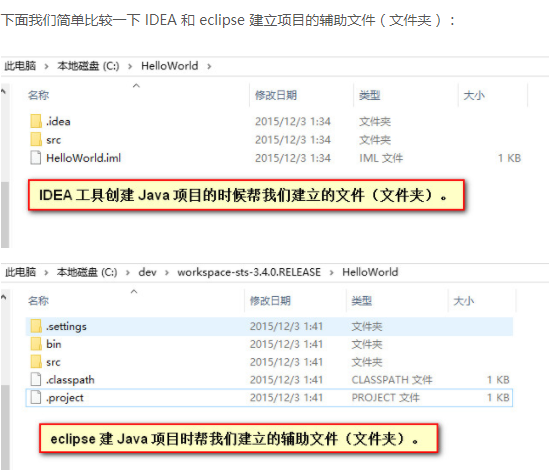 下面我们简单比较一下 IDEA 和 eclipse 建立项目的辅助文件（文件夹）：
此电脑 › 本地磁盘 (C:) › HelloWorld ›
名称 修改日期 类型 大小
.idea 2015/12/3 1:34 文件夹
src 2015/12/3 1:34 文件夹
HelloWorld.iml 2015/12/3 1:34 IML 文件 1 KB
IDEA 工具创建 Java 项目的时候帮我们建立的文件（文件夹）。
此电脑 › 本地磁盘 (C:) › dev › workspace-sts-3.4.0.RELEASE › HelloWorld
名称 修改日期 类型 大小
.settings 2015/12/3 1:41 文件夹
bin 2015/12/3 1:41 文件夹
src 2015/12/3 1:41 文件夹
.classpath 2015/12/3 1:41 CLASSPATH 文件 1 KB
.project 2015/12/3 1:41 PROJECT 文件 1 KB
eclipse 建 Java 项目时帮我们建立的辅助文件（文件夹）。